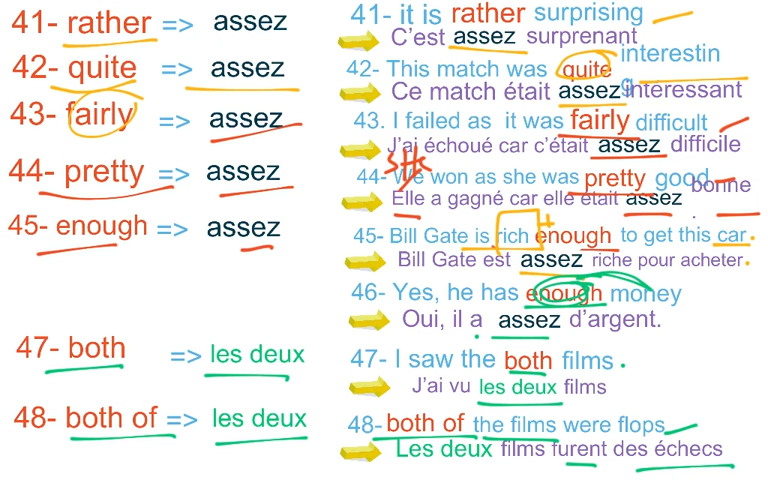 41- rather => assez
42- quite => assez
43- fairly => assez
44- pretty => assez
45- enough => assez
47- both => les deux
48- both of => les deux
41- it is rather surprising
C'est assez surprenant
42- This match was quite interesting
Ce match était assez intéressant
43. I failed as it was fairly difficult
J'ai échoué car c'était assez difficile
she
44- We won as she was pretty good
Elle a gagné car elle était assez bonne.
45- Bill Gate is rich enough to get this car.
+
Bill Gate est assez riche pour acheter.
46- Yes, he has enough money
Oui, il a assez d'argent.
47- I saw the both films.
J'ai vu les deux films
48- both of the films were flops
Les deux films furent des échecs